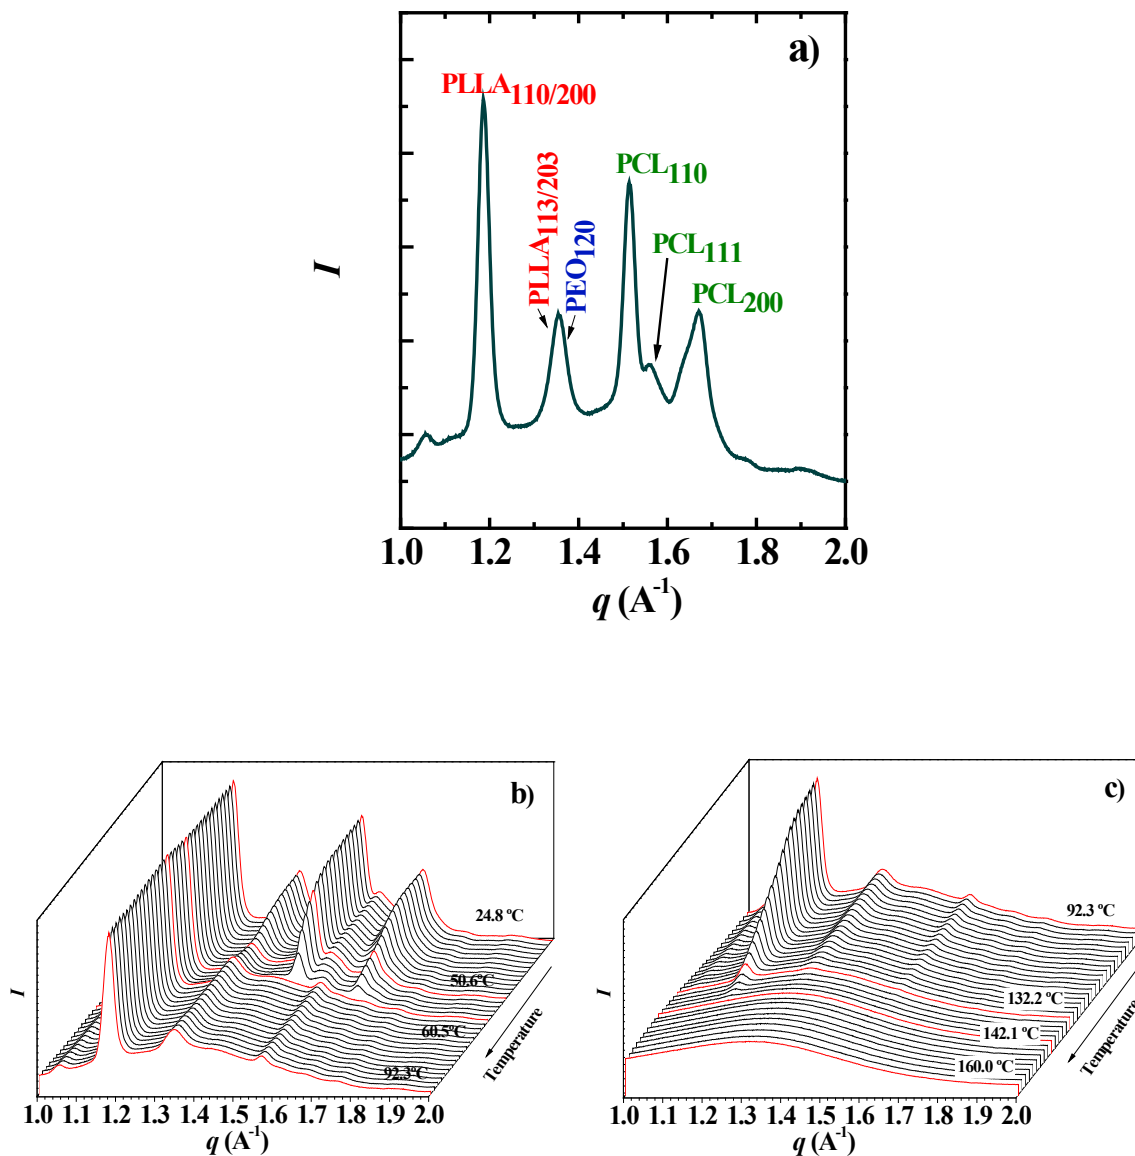 a)
PLLA110/200
PLLA113/203
PEO120
PCL110
PCL111
PCL200
I
1.0 1.2 1.4 1.6 1.8 2.0
q (A-1)
b)
24.8 ºC
50.6ºC
60.5ºC
92.3ºC
Temperature
I
1.0 1.1 1.2 1.3 1.4 1.5 1.6 1.7 1.8 1.9 2.0
q (A-1)
c)
92.3 ºC
132.2 ºC
142.1 ºC
160.0 ºC
Temperature
I
1.0 1.1 1.2 1.3 1.4 1.5 1.6 1.7 1.8 1.9 2.0
q (A-1)